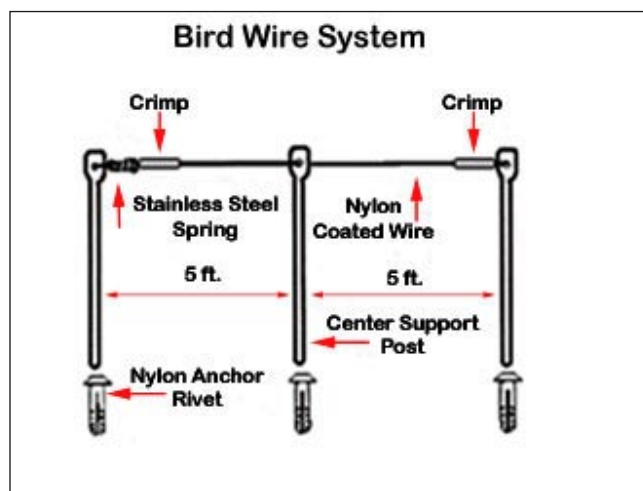 Bird Wire System
Crimp
Crimp
Stainless Steel
Spring
Nylon
Coated Wire
5 ft.
5 ft.
Center Support
Post
Nylon Anchor
Rivet